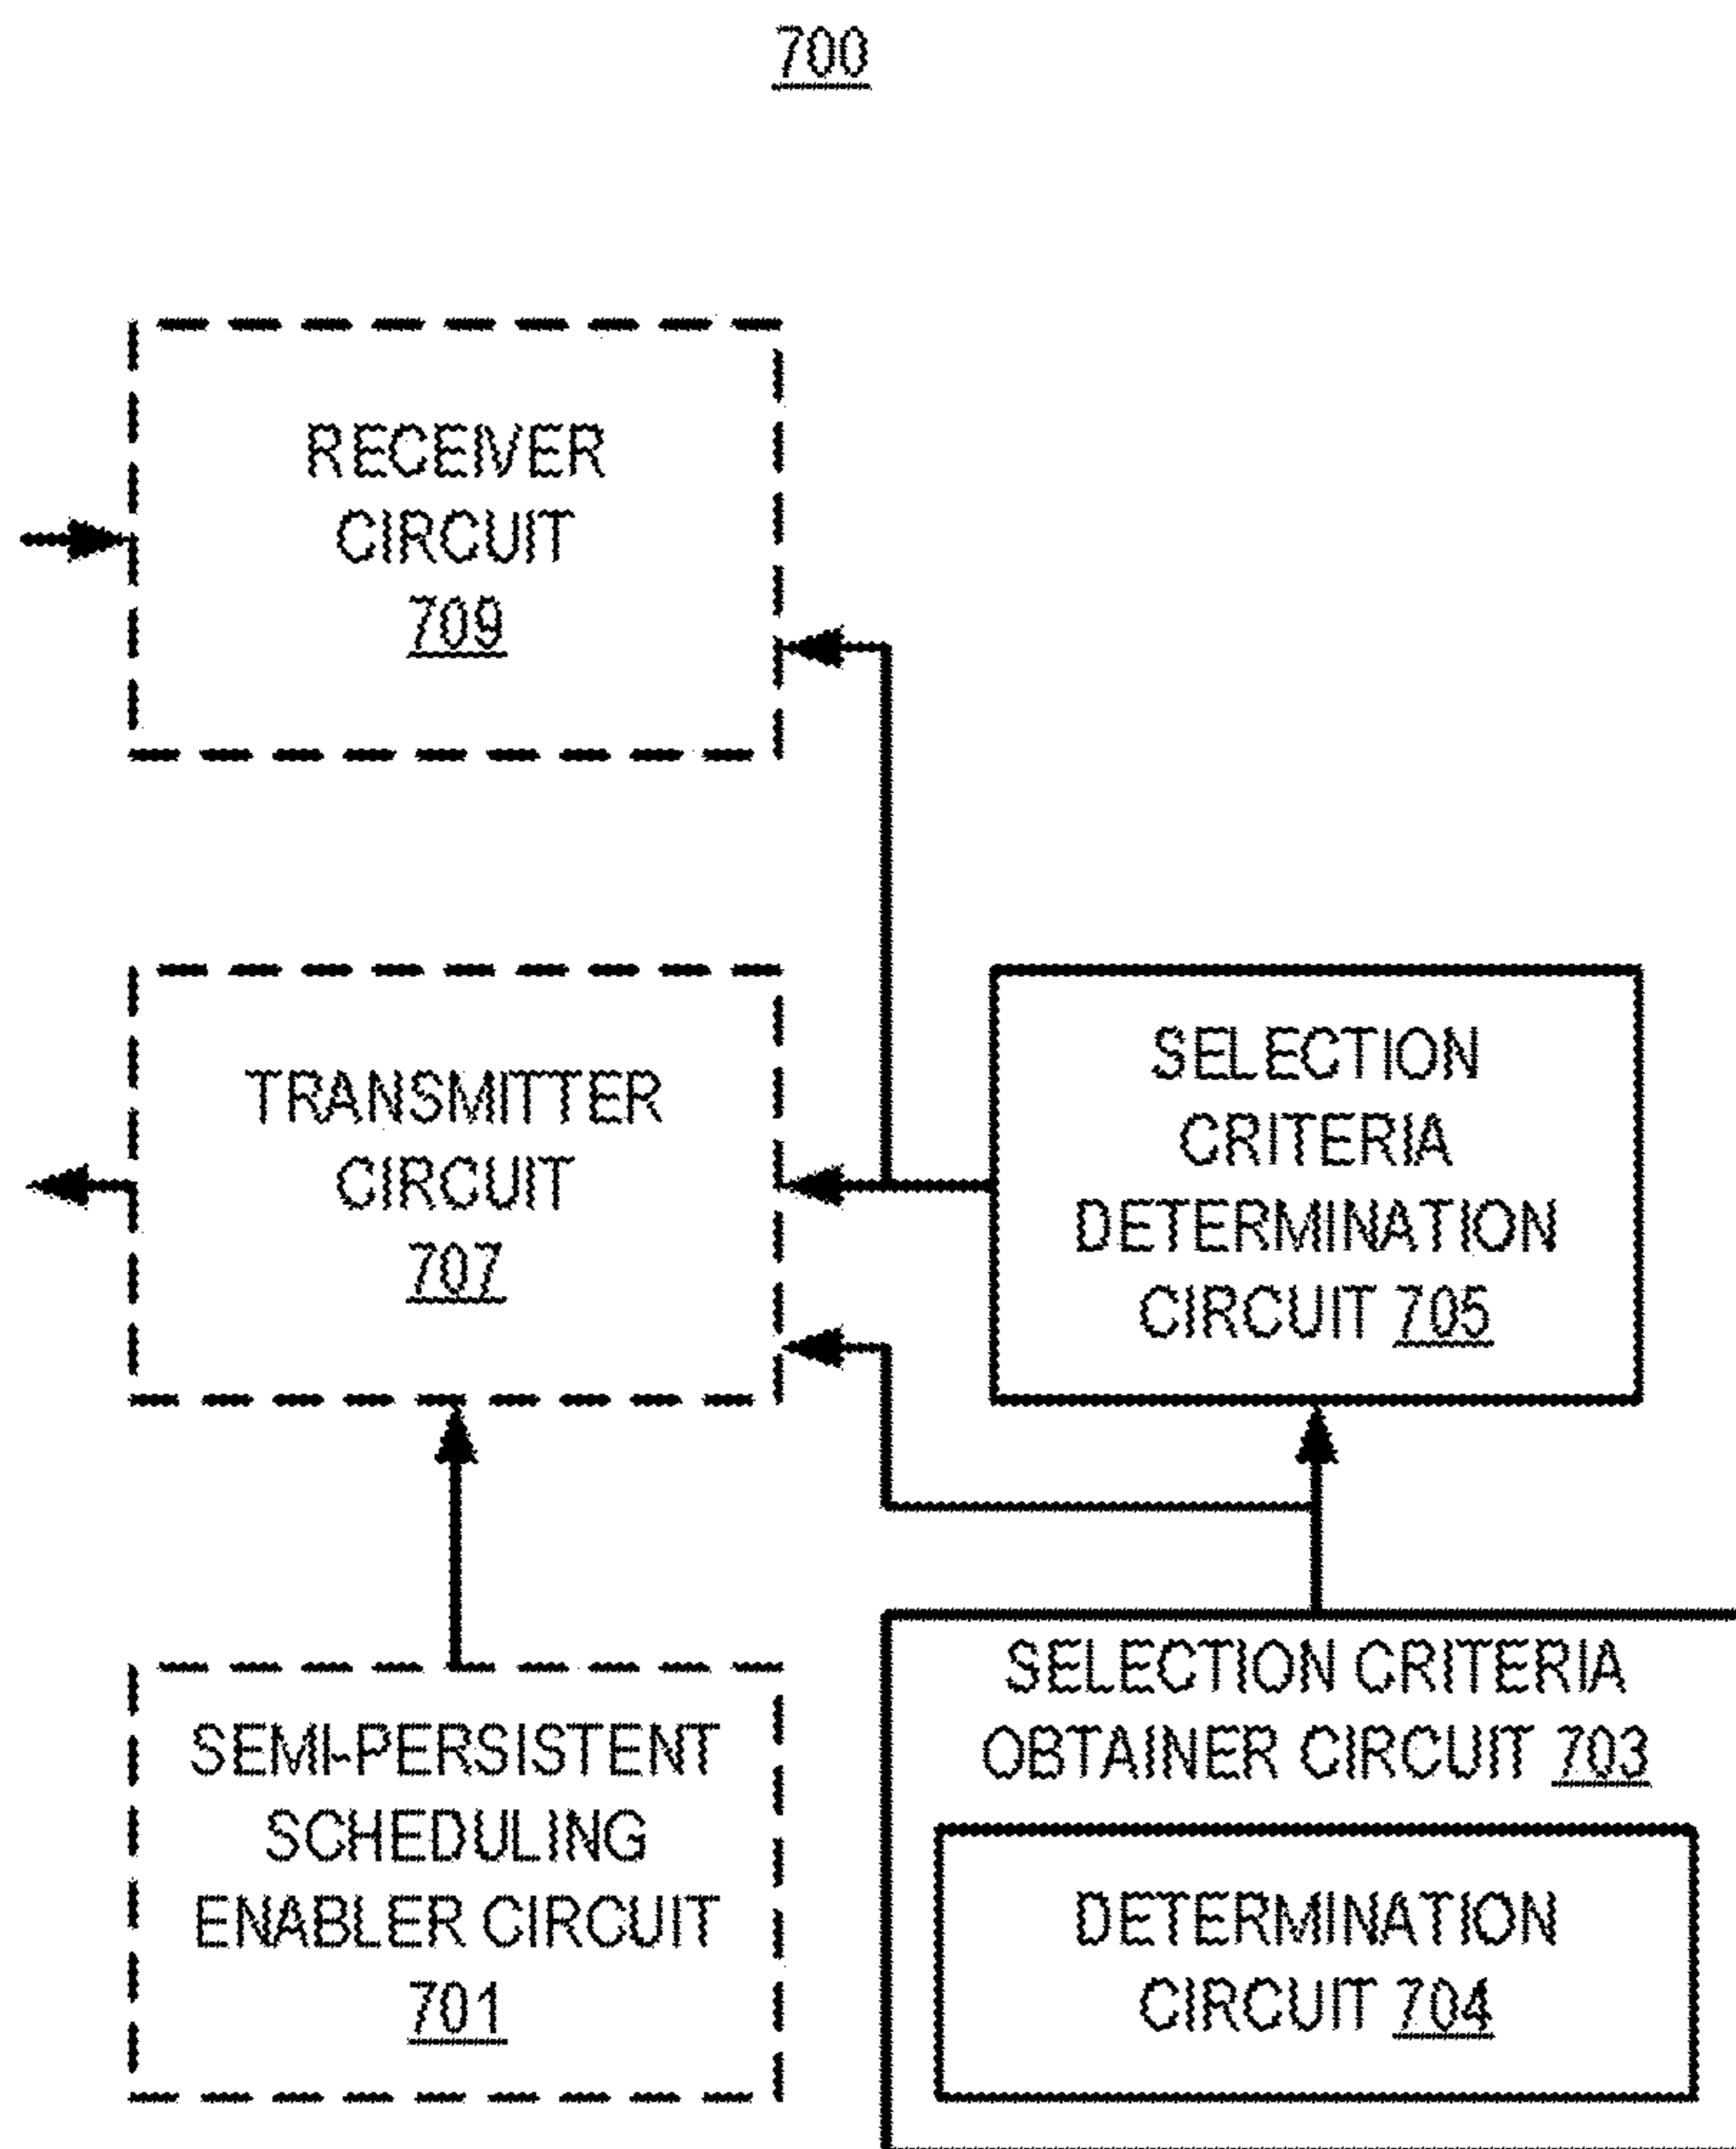 700
RECEIVER
CIRCUIT
709
TRANSMITTER
CIRCUIT
707
SELECTION
CRITERIA
DETERMINATION
CIRCUIT 705
SEMI-PERSISTENT
SCHEDULING
ENABLER CIRCUIT
701
SELECTION CRITERIA
OBTAINER CIRCUIT 703
DETERMINATION
CIRCUIT 704